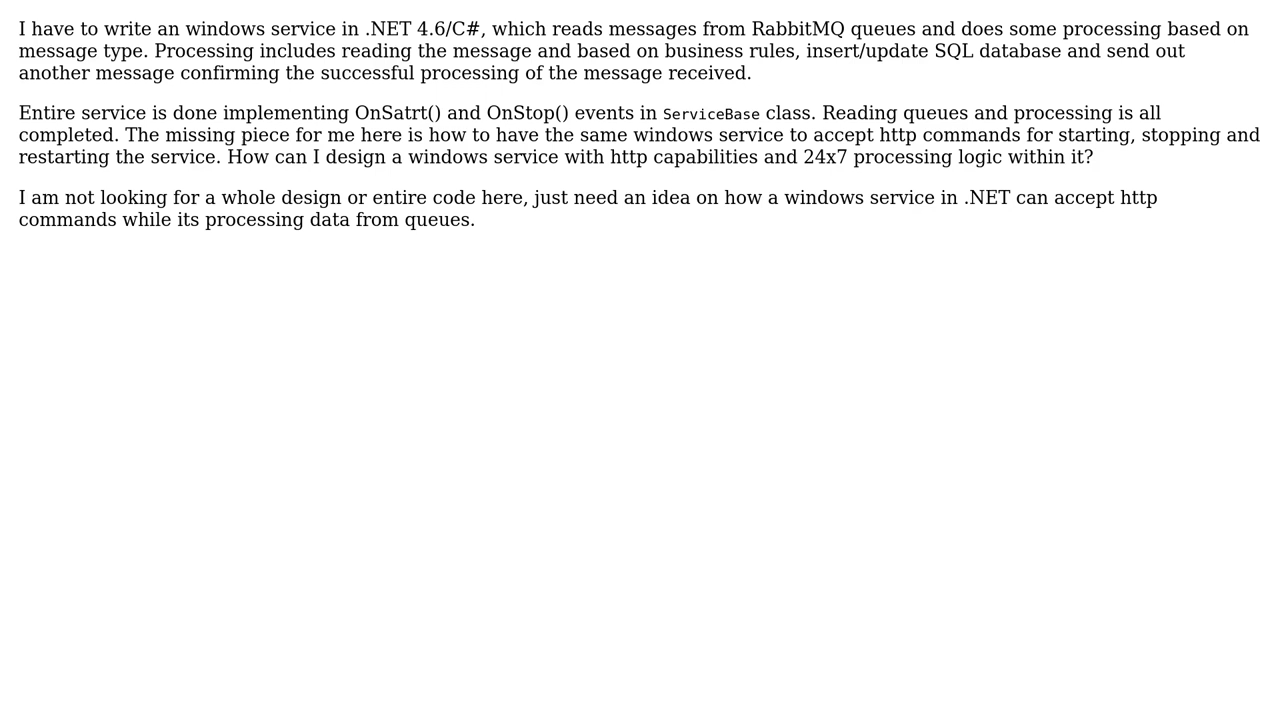 I have to write an windows service in .NET 4.6/C#, which reads messages from RabbitMQ queues and does some processing based on
message type. Processing includes reading the message and based on business rules, insert/update SQL database and send out
another message confirming the successful processing of the message received.
Entire service is done implementing OnSatrt() and OnStop() events in ServiceBase class. Reading queues and processing is all
completed. The missing piece for me here is how to have the same windows service to accept http commands for starting, stopping and
restarting the service. How can I design a windows service with http capabilities and 24x7 processing logic within it?
I am not looking for a whole design or entire code here, just need an idea on how a windows service in .NET can accept http
commands while its processing data from queues.